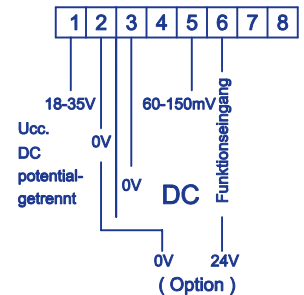 1 2 3 4 5 6 7 8
18-35V
60-150mV
Funktionseingang
Ucc.
DC
potential-
getrennt
0V
0V
DC
0V
24V
( Option )